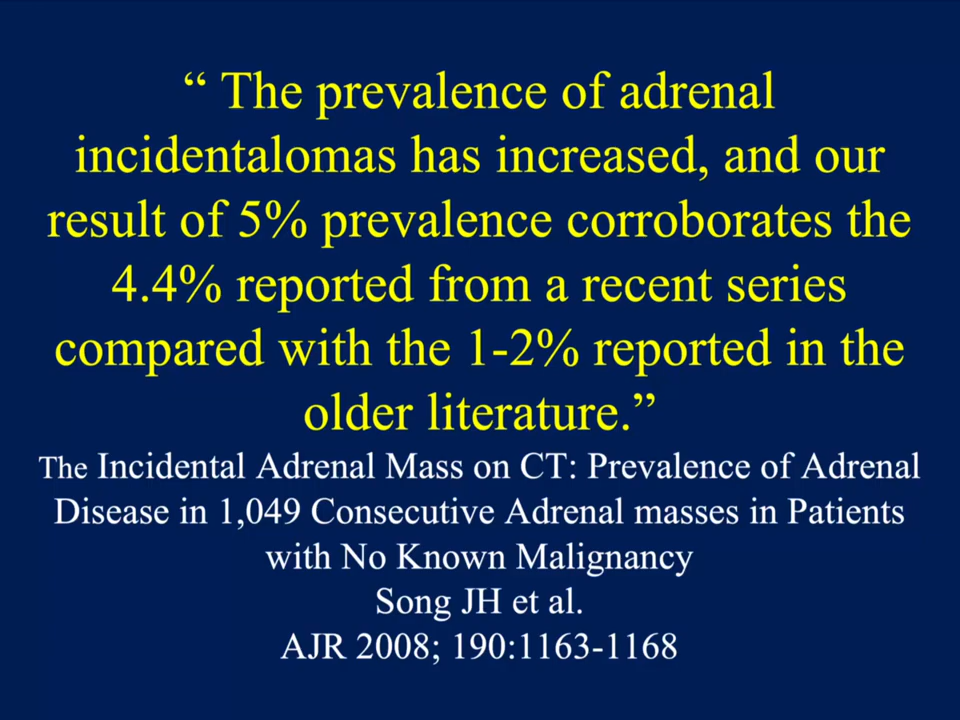 “ The prevalence of adrenal
incidentalomas has increased, and our
result of 5% prevalence corroborates the
4.4% reported from a recent series
compared with the 1-2% reported in the
older literature.”
The Incidental Adrenal Mass on CT: Prevalence of Adrenal
Disease in 1,049 Consecutive Adrenal masses in Patients
with No Known Malignancy
Song JH et al.
AJR 2008; 190:1163-1168